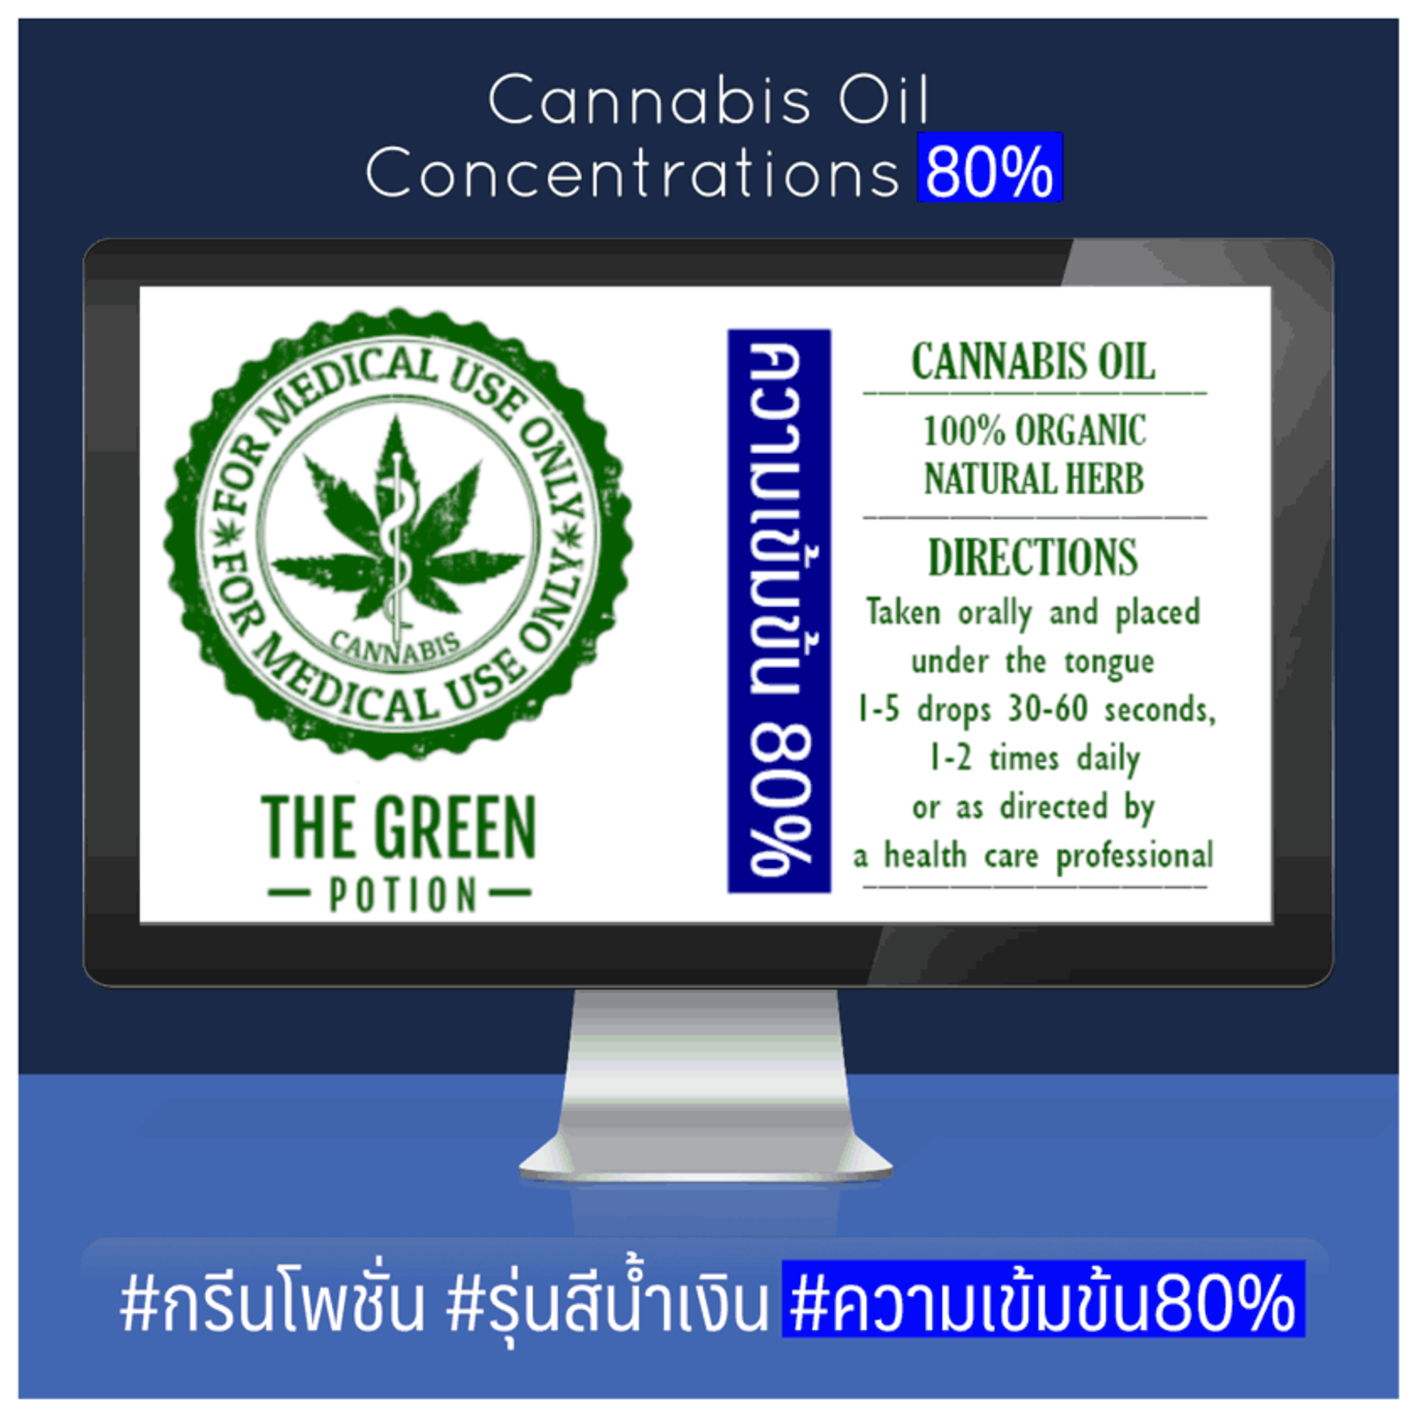 Cannabis Oil
Concentrations 80%
FOR MEDICAL USE ONLY
FOR MEDICAL USE ONLY
CANNABIS
THE GREEN
POTION
ความเข้มข้น 80%
CANNABIS OIL
100% ORGANIC
NATURAL HERB
DIRECTIONS
Taken orally and placed
under the tongue
1-5 drops 30-60 seconds,
1-2 times daily
or as directed by
a health care professional
#กรีนโพชั่น #รุ่นสีน้ำเงิน #ความเข้มข้น80%